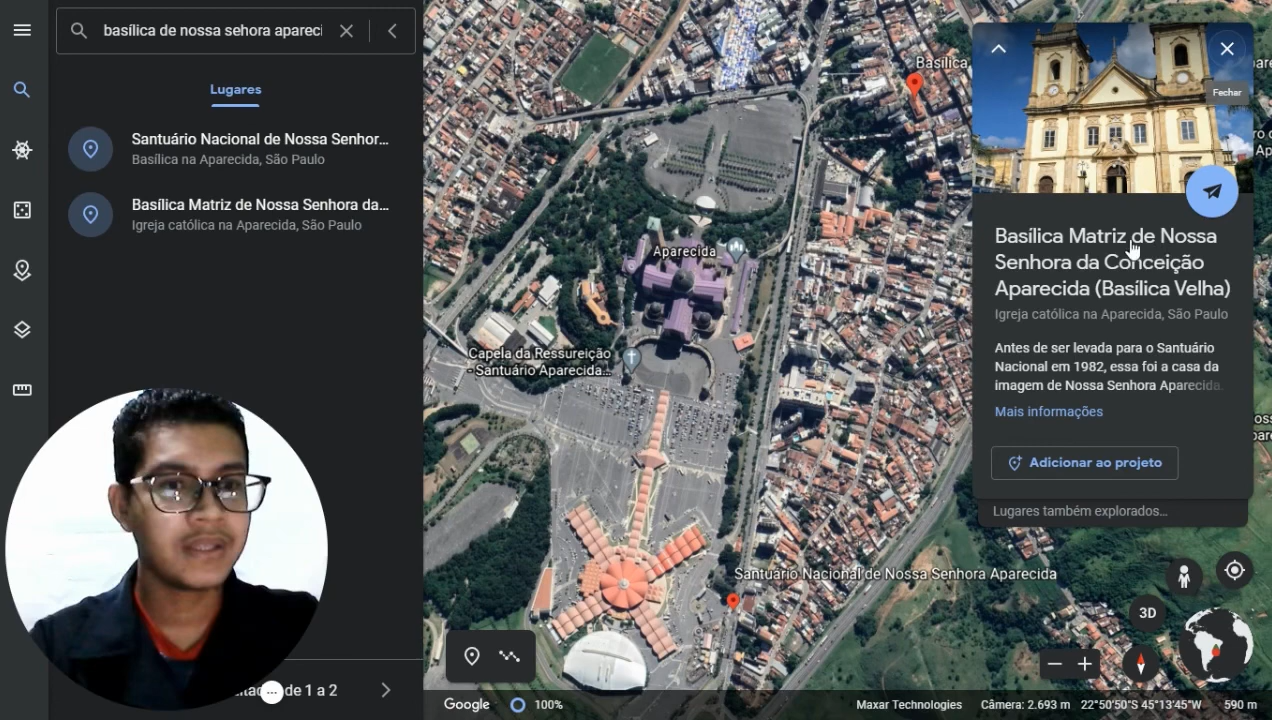 basílica de nossa sehora apareci
Lugares
Santuário Nacional de Nossa Senhor...
Basílica na Aparecida, São Paulo
Basílica Matriz de Nossa Senhora da...
Igreja católica na Aparecida, São Paulo
de 1 a 2
Basílica
Aparecida
Capela da Ressureição
- Santuário Aparecida...
Santuário Nacional de Nossa Senhora Aparecida
Fechar
Basílica Matriz de Nossa
Senhora da Conceição
Aparecida (Basílica Velha)
Igreja católica na Aparecida, São Paulo
Antes de ser levada para o Santuário
Nacional em 1982, essa foi a casa da
imagem de Nossa Senhora Aparecida.
Mais informações
Adicionar ao projeto
Lugares também explorados...
3D
Google
100%
Maxar Technologies
Câmera: 2.693 m
22°50'50"S 45°13'45"W
590 m